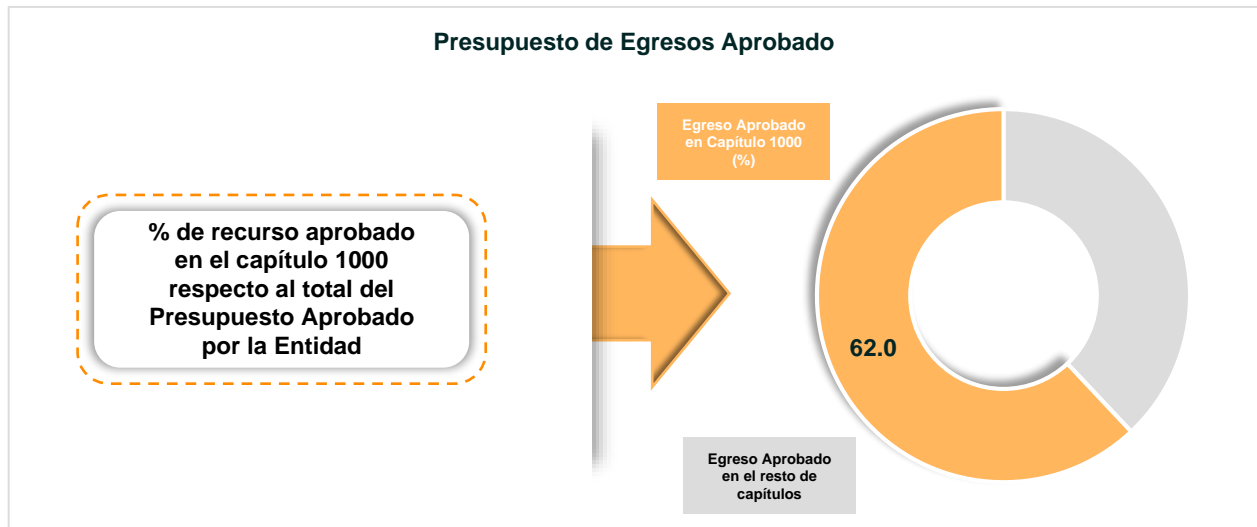 Presupuesto de Egresos Aprobado
% de recurso aprobado
en el capítulo 1000
respecto al total del
Presupuesto Aprobado
por la Entidad
Egreso Aprobado
en Capítulo 1000
(%)
62.0
Egreso Aprobado
en el resto de
capítulos